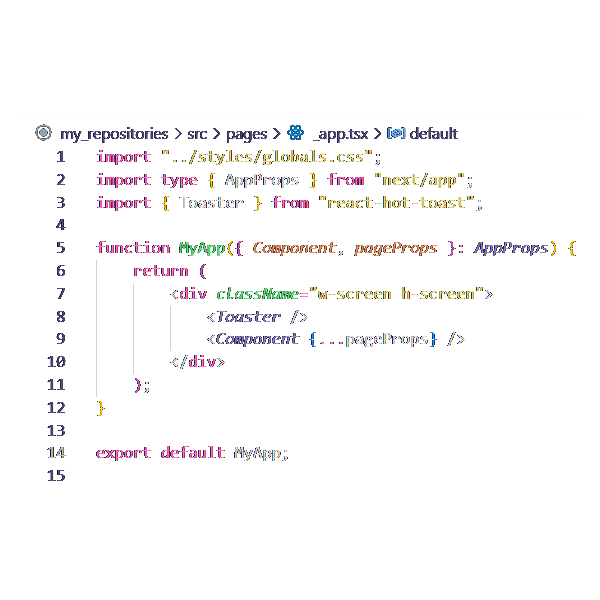 my_repositories > src > pages > _app.tsx > default
1 import "../styles/globals.css";
2 import type { AppProps } from "next/app";
3 import { Toaster } from "react-hot-toast";
4
5 function MyApp({ Component, pageProps }: AppProps) {
6 return (
7 <div className="w-screen h-screen">
8 <Toaster />
9 <Component {...pageProps} />
10 </div>
11 );
12 }
13
14 export default MyApp;
15